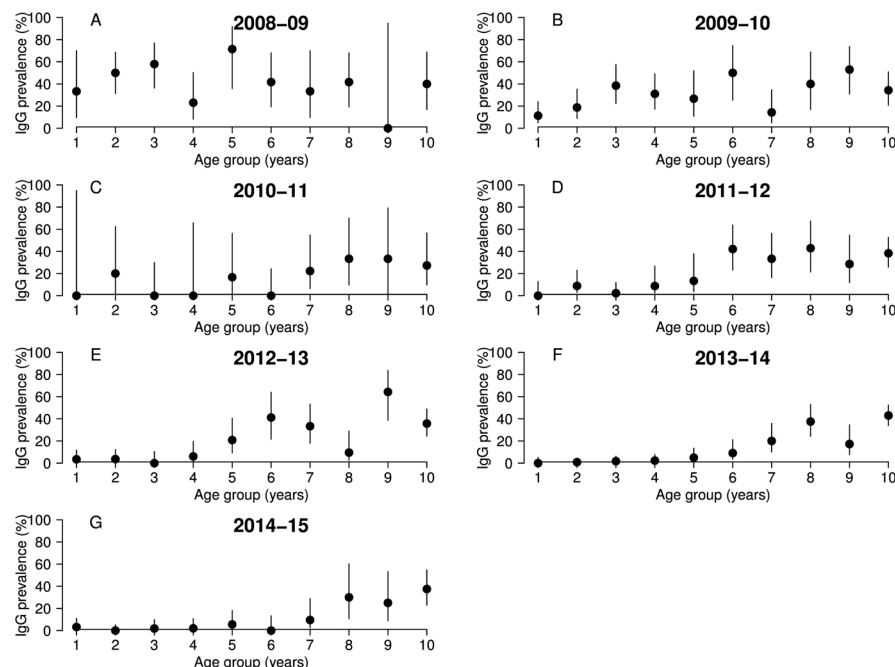 A 2008–09
IgG prevalence (%)
0 20 40 60 80 100
1 2 3 4 5 6 7 8 9 10
Age group (years)
B 2009–10
IgG prevalence (%)
0 20 40 60 80 100
1 2 3 4 5 6 7 8 9 10
Age group (years)
C 2010–11
IgG prevalence (%)
0 20 40 60 80 100
1 2 3 4 5 6 7 8 9 10
Age group (years)
D 2011–12
IgG prevalence (%)
0 20 40 60 80 100
1 2 3 4 5 6 7 8 9 10
Age group (years)
E 2012–13
IgG prevalence (%)
0 20 40 60 80 100
1 2 3 4 5 6 7 8 9 10
Age group (years)
F 2013–14
IgG prevalence (%)
0 20 40 60 80 100
1 2 3 4 5 6 7 8 9 10
Age group (years)
G 2014–15
IgG prevalence (%)
0 20 40 60 80 100
1 2 3 4 5 6 7 8 9 10
Age group (years)